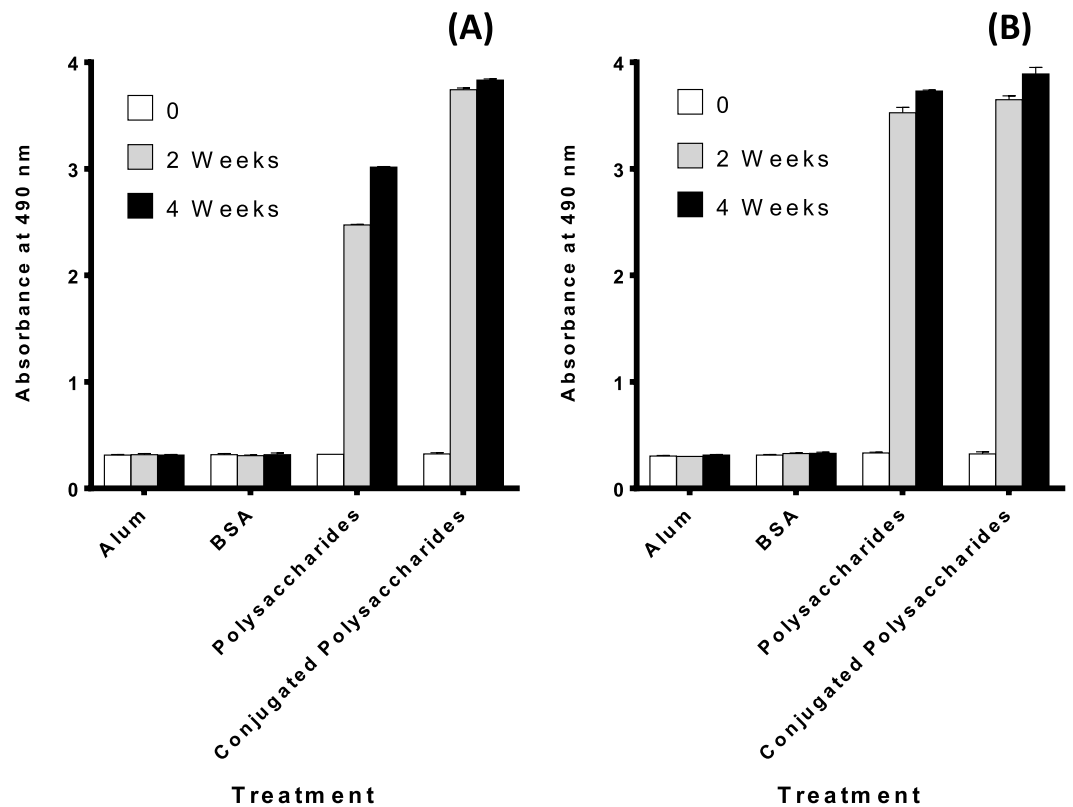 (A)
4
3
2
1
0
Absorbance at 490 nm
0
2 Weeks
4 Weeks
Alum
BSA
Polysaccharides
Conjugated Polysaccharides
Treatment
(B)
4
3
2
1
0
Absorbance at 490 nm
0
2 Weeks
4 Weeks
Alum
BSA
Polysaccharides
Conjugated Polysaccharides
Treatment